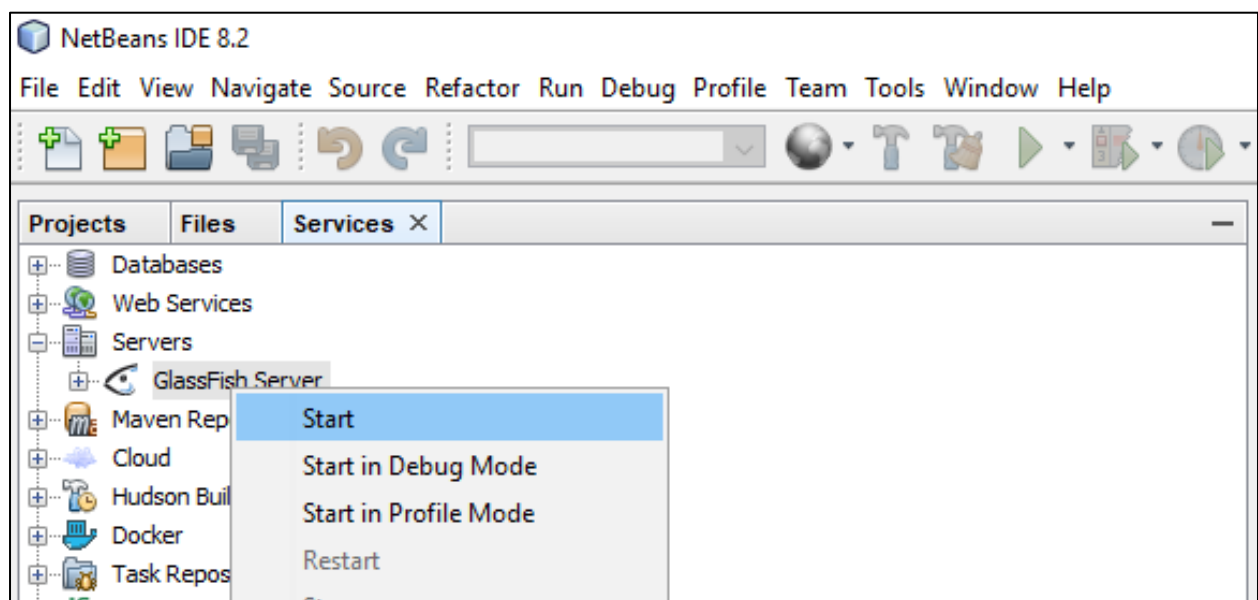 NetBeans IDE 8.2
File Edit View Navigate Source Refactor Run Debug Profile Team Tools Window Help
Projects Files Services
Databases
Web Services
Servers
GlassFish Server
Maven Rep
Start
Cloud
Start in Debug Mode
Hudson Buil
Start in Profile Mode
Docker
Restart
Task Repos